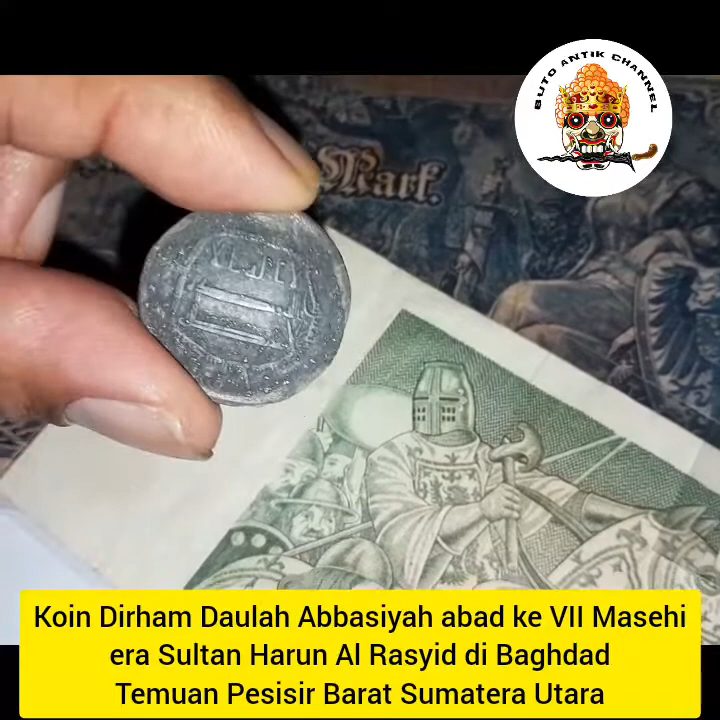 BUTO ANTIK CHANNEL
Mark.
Koin Dirham Daulah Abbasiyah abad ke VII Masehi
era Sultan Harun Al Rasyid di Baghdad
Temuan Pesisir Barat Sumatera Utara